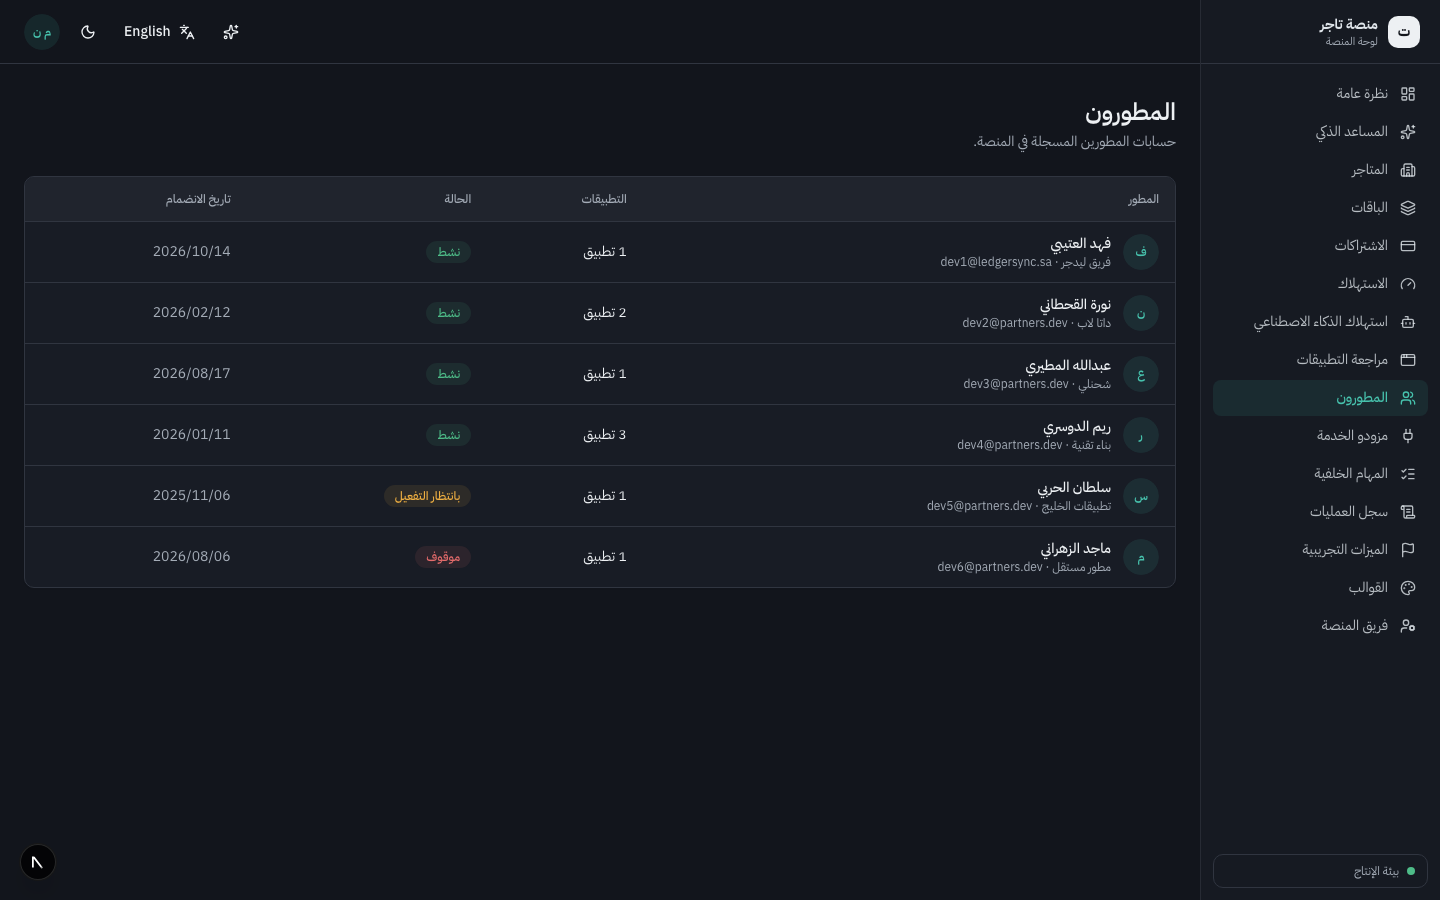 ت
منصة تاجر
لوحة المنصة
English
م ن
نظرة عامة
المساعد الذكي
المتاجر
الباقات
الاشتراكات
الاستهلاك
استهلاك الذكاء الاصطناعي
مراجعة التطبيقات
المطورون
مزودو الخدمة
المهام الخلفية
سجل العمليات
الميزات التجريبية
القوالب
فريق المنصة
بيئة الإنتاج
المطورون
حسابات المطورين المسجلة في المنصة.
المطور التطبيقات الحالة تاريخ الانضمام
ف فهد العتيبي 1 تطبيق نشط 2026/10/14
فريق ليدجر · dev1@ledgersync.sa
ن نورة القحطاني 2 تطبيق نشط 2026/02/12
داتا لاب · dev2@partners.dev
ع عبدالله المطيري 1 تطبيق نشط 2026/08/17
شحنلي · dev3@partners.dev
ر ريم الدوسري 3 تطبيق نشط 2026/01/11
بناء تقنية · dev4@partners.dev
س سلطان الحربي 1 تطبيق بانتظار التفعيل 2025/11/06
تطبيقات الخليج · dev5@partners.dev
م ماجد الزهراني 1 تطبيق موقوف 2026/08/06
مطور مستقل · dev6@partners.dev